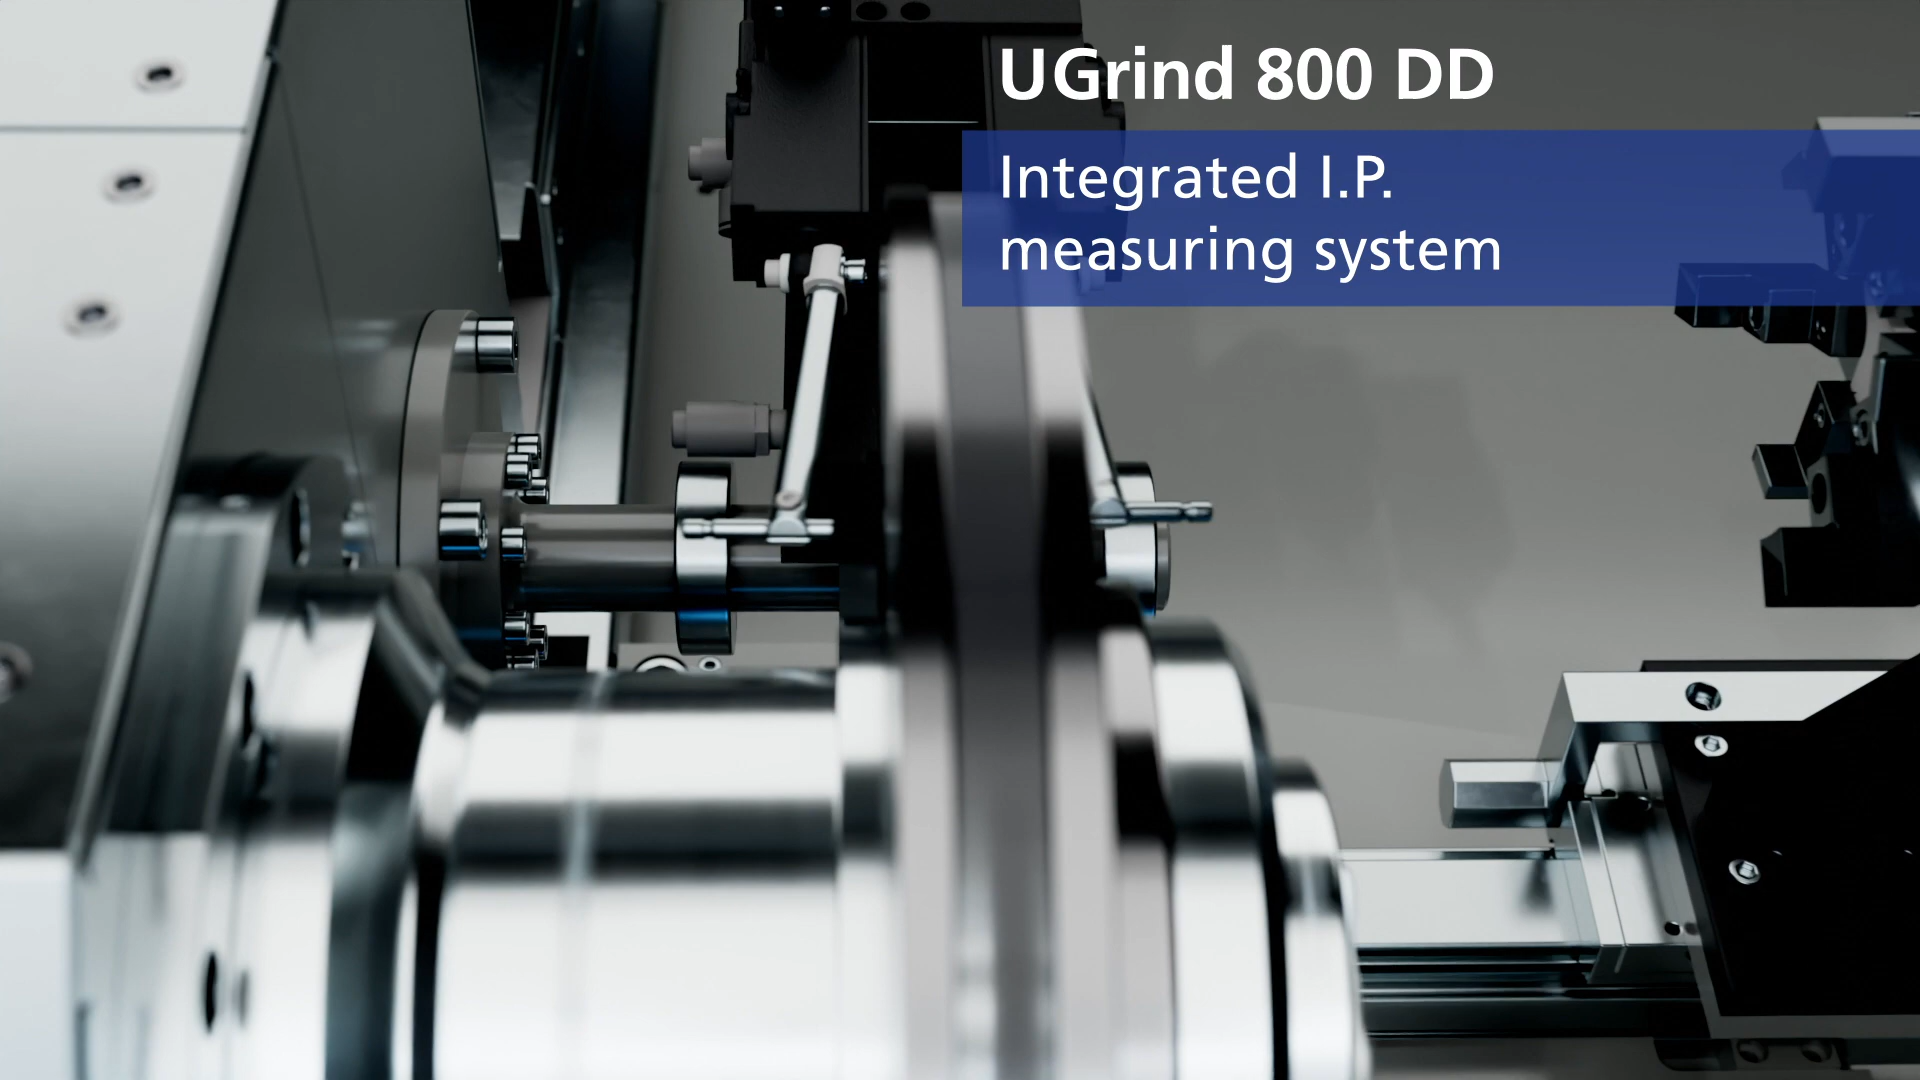 UGrind 800 DD
Integrated I.P.
measuring system